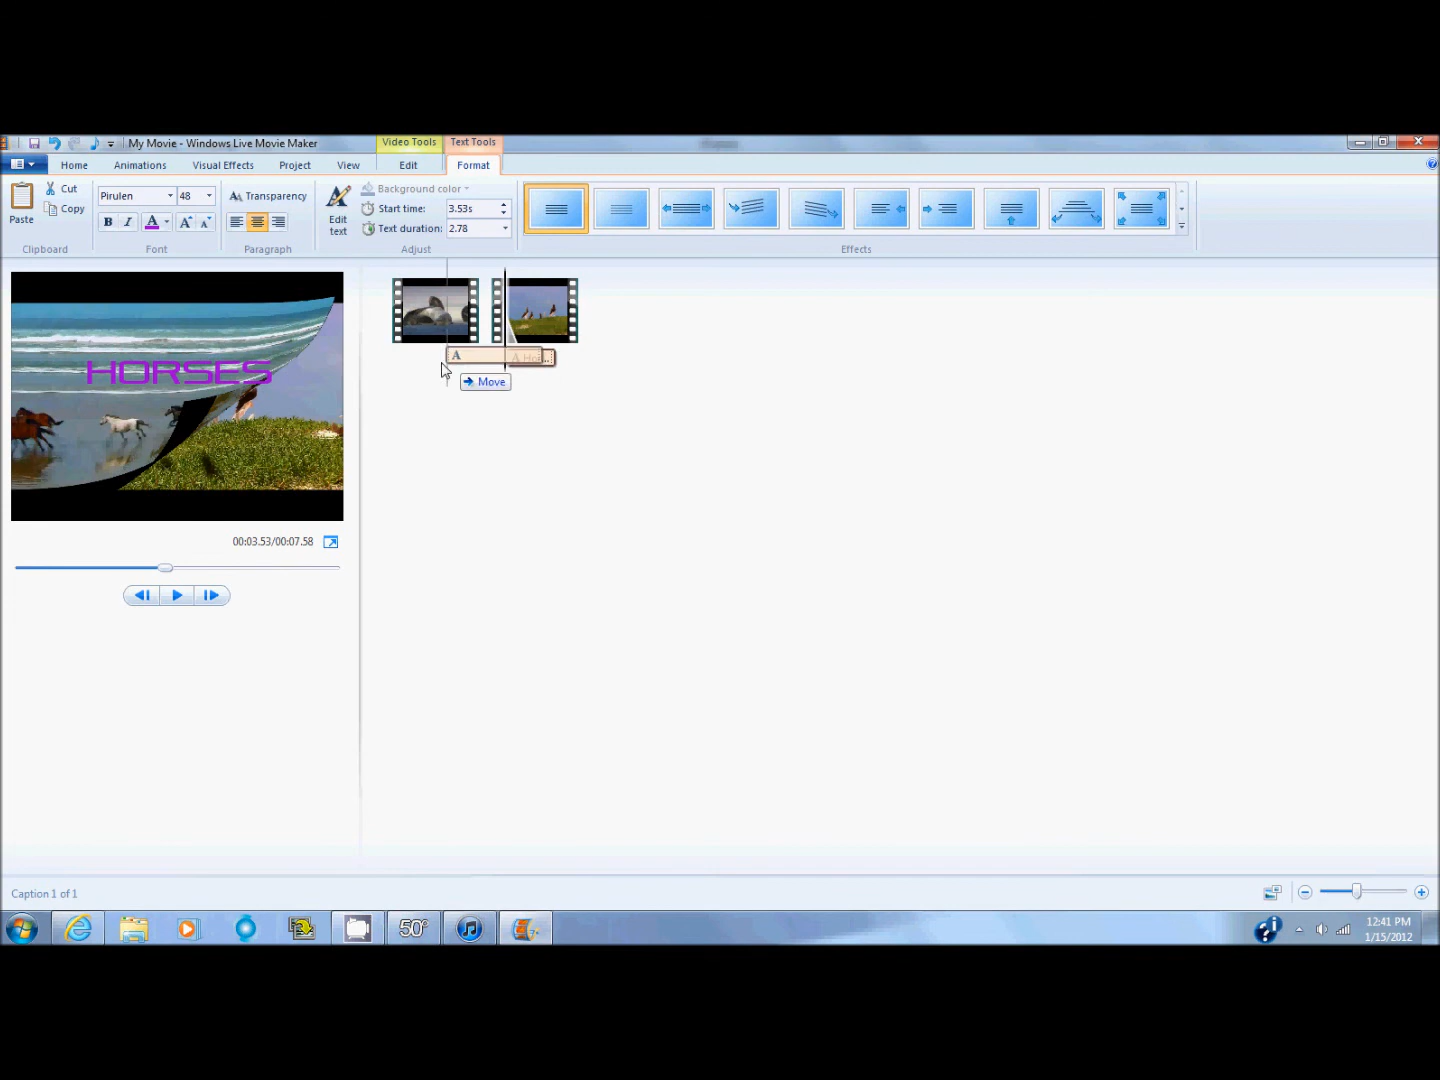 My Movie - Windows Live Movie Maker
Video Tools
Text Tools
Home
Animations
Visual Effects
Project
View
Edit
Format
Paste
Cut
Copy
Clipboard
Pirulen
48
B I A A A
Font
Transparency
Paragraph
Edit text
Background color
Start time: 3.53s
Text duration: 2.78
Adjust
Effects
HORSES
A
A Ho
Move
00:03.53/00:07.58
Caption 1 of 1
50°
12:41 PM
1/15/2012